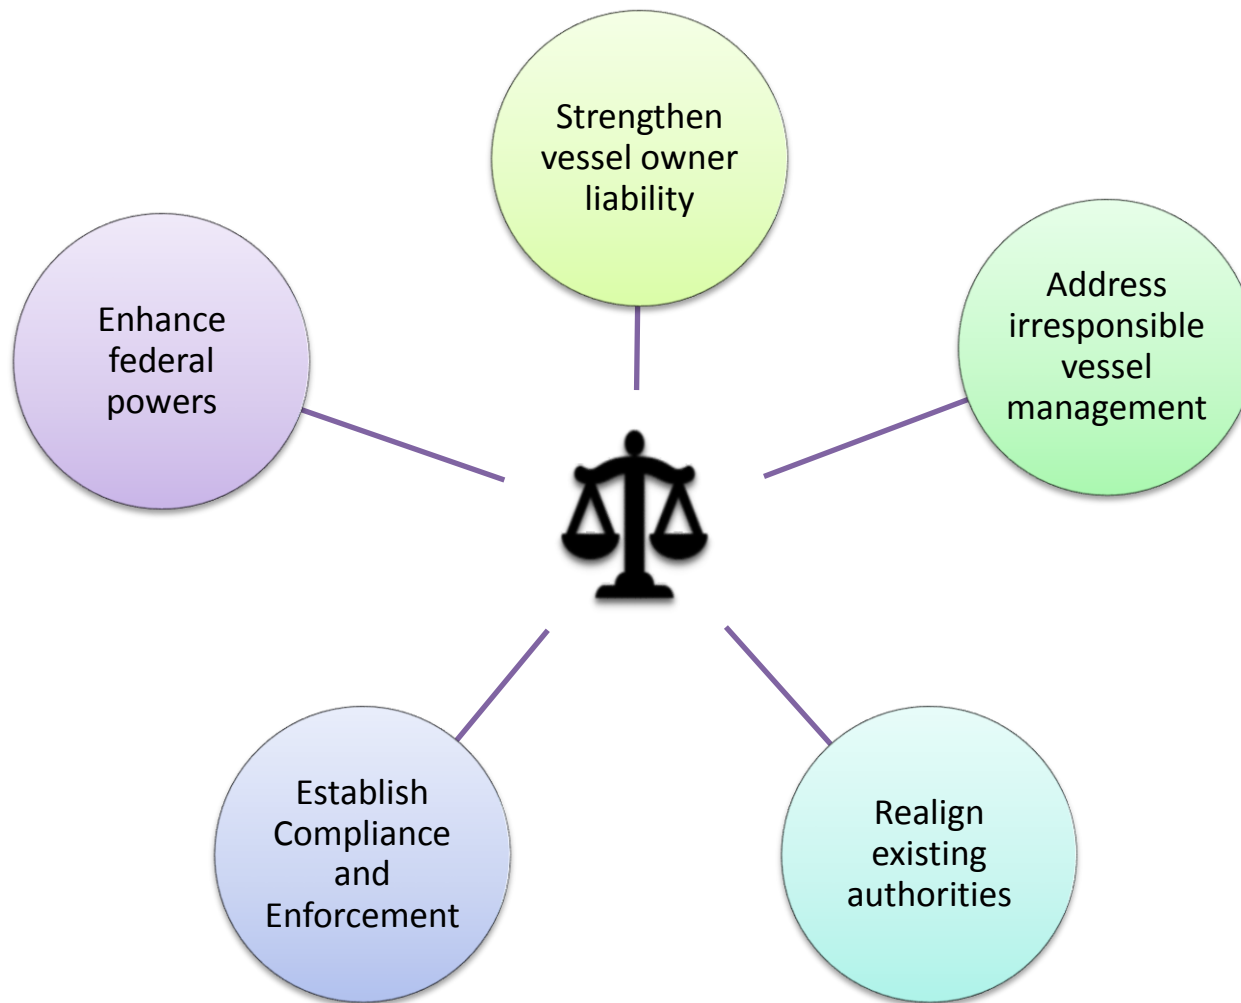 Strengthen
vessel owner
liability
Address
irresponsible
vessel
management
Realign
existing
authorities
Establish
Compliance
and
Enforcement
Enhance
federal
powers